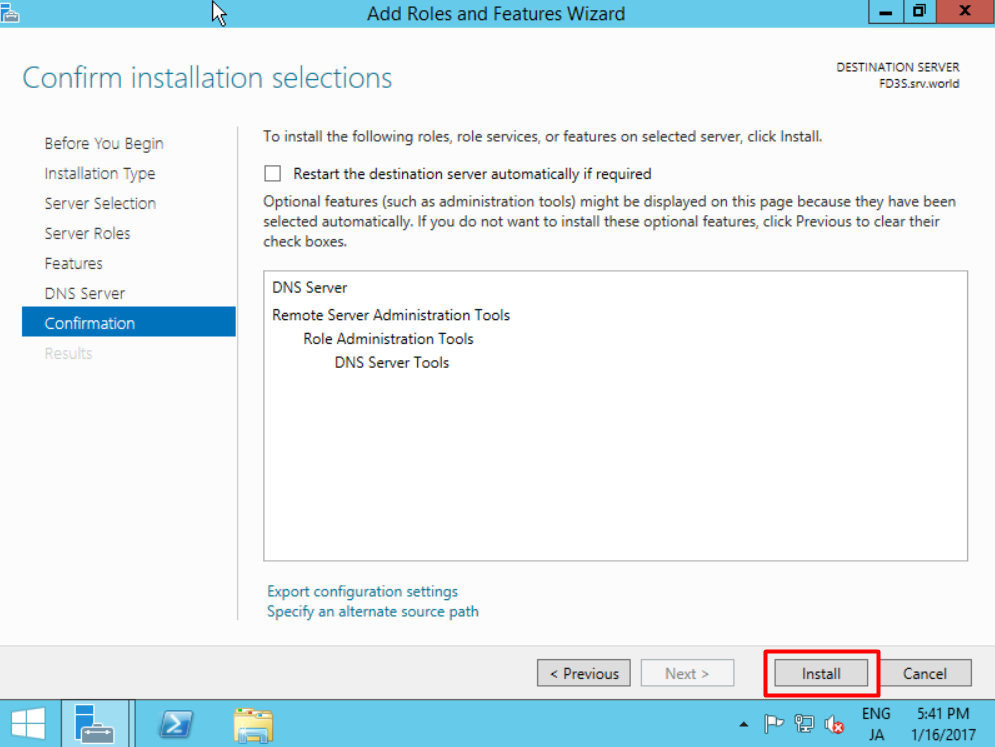 Add Roles and Features Wizard
Confirm installation selections
DESTINATION SERVER
FD3S.srv.world
Before You Begin
Installation Type
Server Selection
Server Roles
Features
DNS Server
Confirmation
Results
To install the following roles, role services, or features on selected server, click Install.
Restart the destination server automatically if required
Optional features (such as administration tools) might be displayed on this page because they have been
selected automatically. If you do not want to install these optional features, click Previous to clear their
check boxes.
DNS Server
Remote Server Administration Tools
Role Administration Tools
DNS Server Tools
Export configuration settings
Specify an alternate source path
< Previous
Next >
Install
Cancel
ENG
JA
5:41 PM
1/16/2017